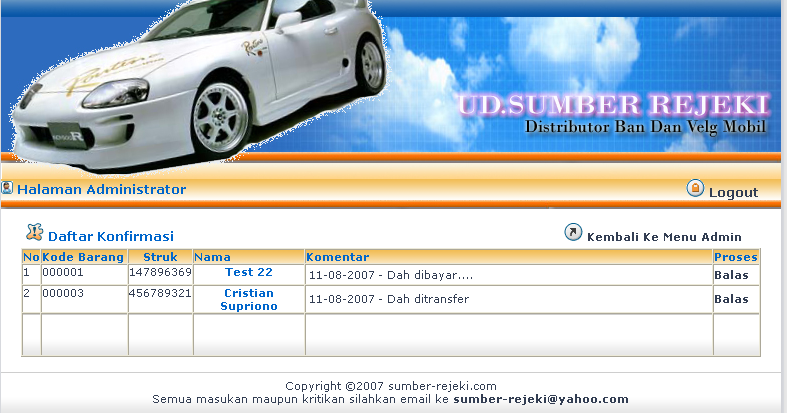 UD.SUMBER REJEKI
Distributor Ban Dan Velg Mobil
Halaman Administrator
Logout
Daftar Konfirmasi
Kembali Ke Menu Admin
No Kode Barang Struk Nama Komentar Proses
1 000001 147896369 Test 22 11-08-2007 - Dah dibayar.... Balas
2 000003 456789321 Cristian 11-08-2007 - Dah ditransfer Balas
Supriono
Copyright ©2007 sumber-rejeki.com
Semua masukan maupun kritikan silahkan email ke sumber-rejeki@yahoo.com